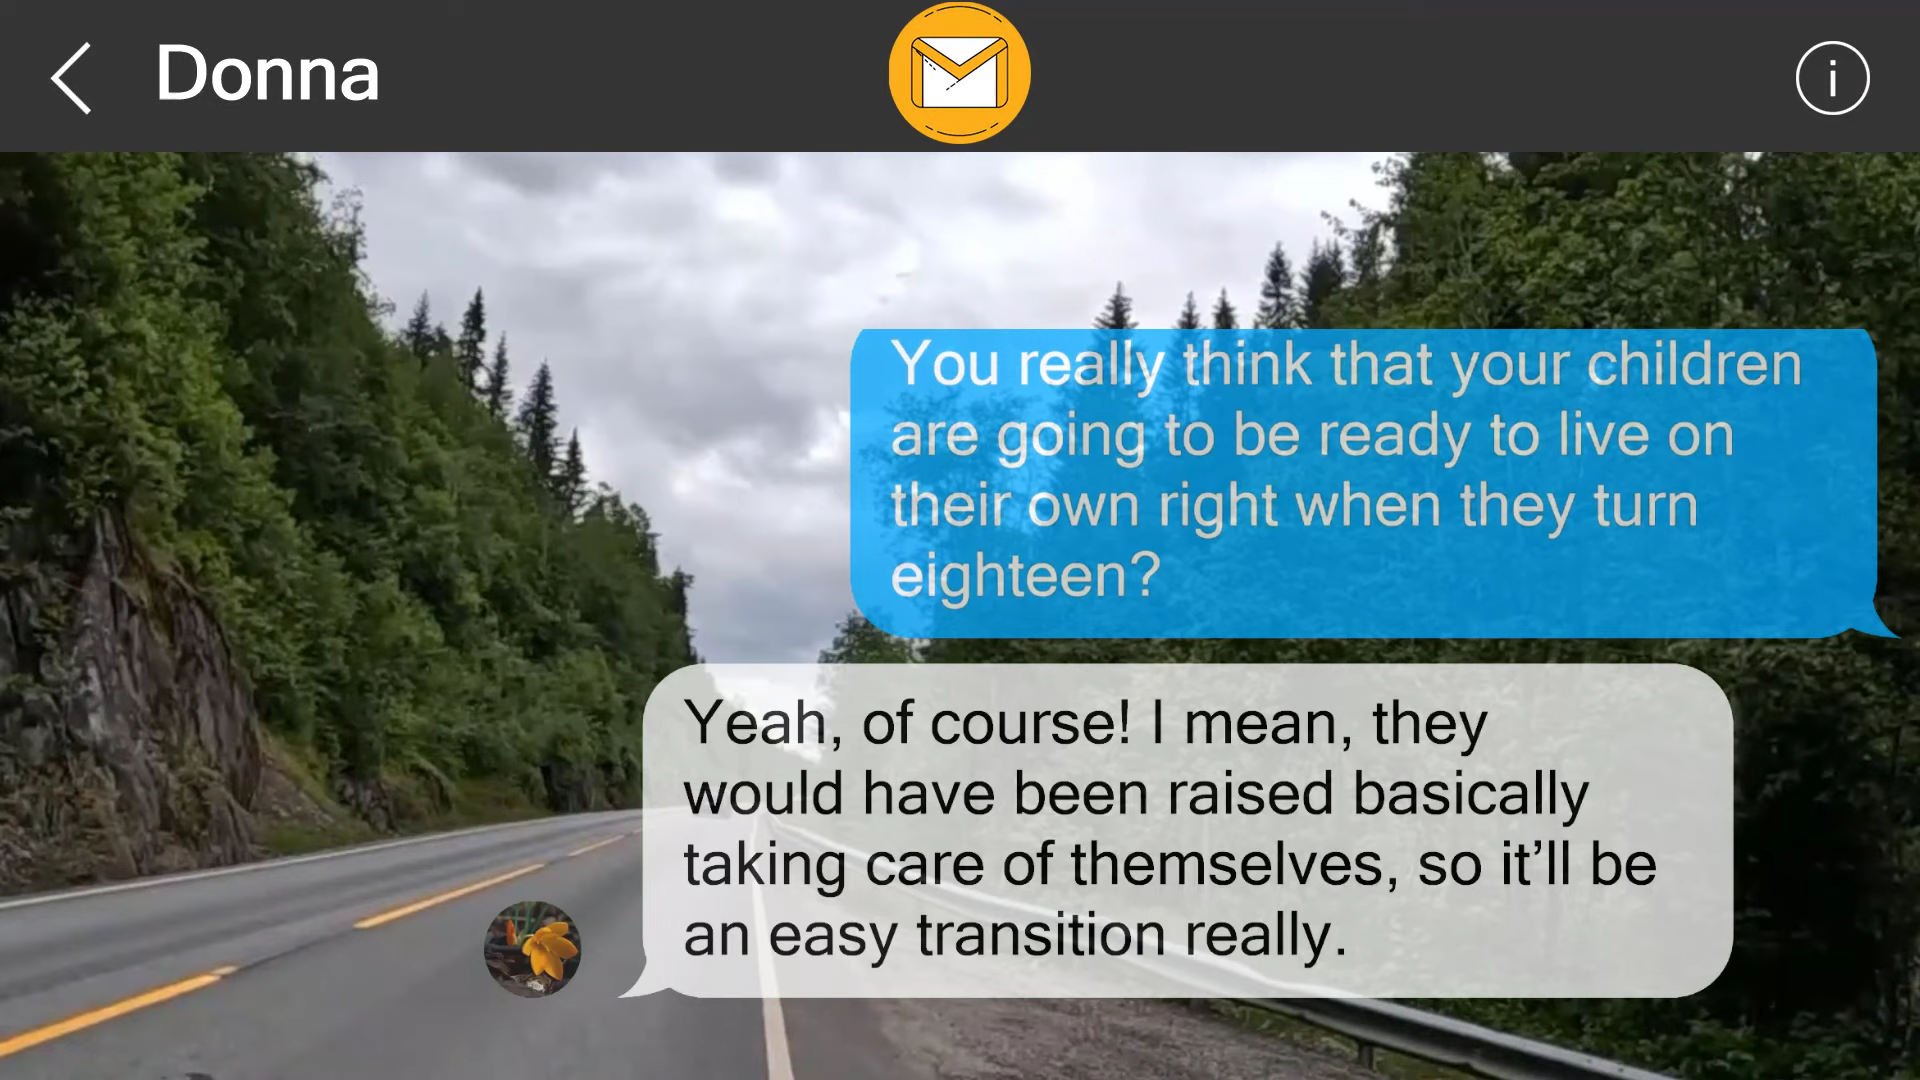 Donna
i
You really think that your children
are going to be ready to live on
their own right when they turn
eighteen?
Yeah, of course! I mean, they
would have been raised basically
taking care of themselves, so it’ll be
an easy transition really.